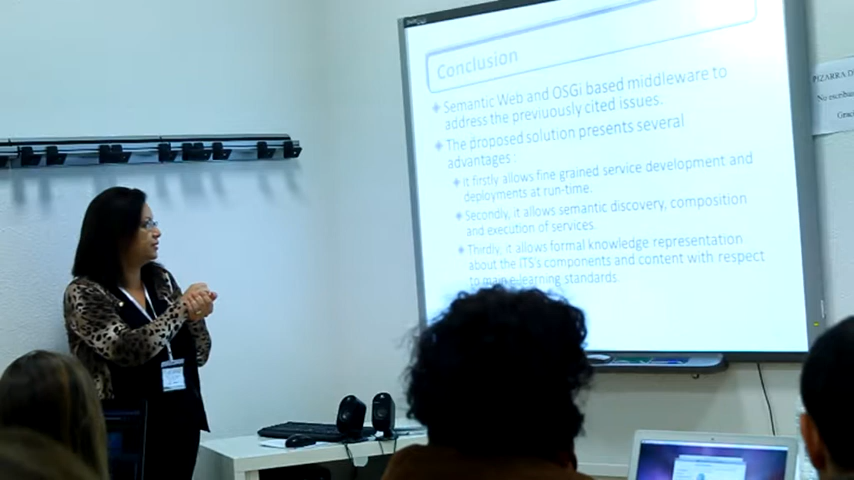 Conclusion
Semantic Web and OSGi based middleware to
address the previuously cited issues.
The proposed solution presents several
advantages :
It firstly allows fine grained service development and
deployments at run-time.
Secondly, it allows semantic discovery, composition
and execution of services.
Thirdly, it allows formal knowledge representation
about the ITS's components and content with respect
to main e-learning standards.
PIZARRA D
No escriban
Grac